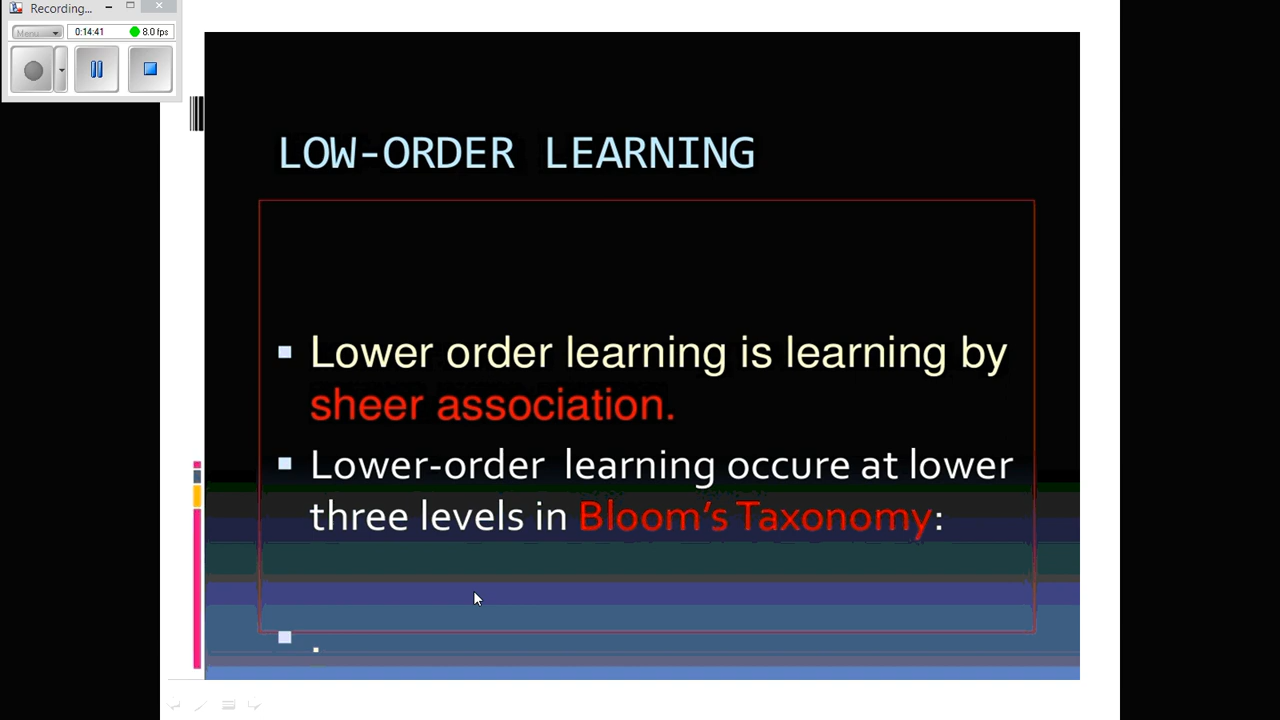 Recording...
Menu
0:14:41
8.0 fps
LOW-ORDER LEARNING
Lower order learning is learning by
sheer association.
Lower-order learning occure at lower
three levels in Bloom's Taxonomy:
.